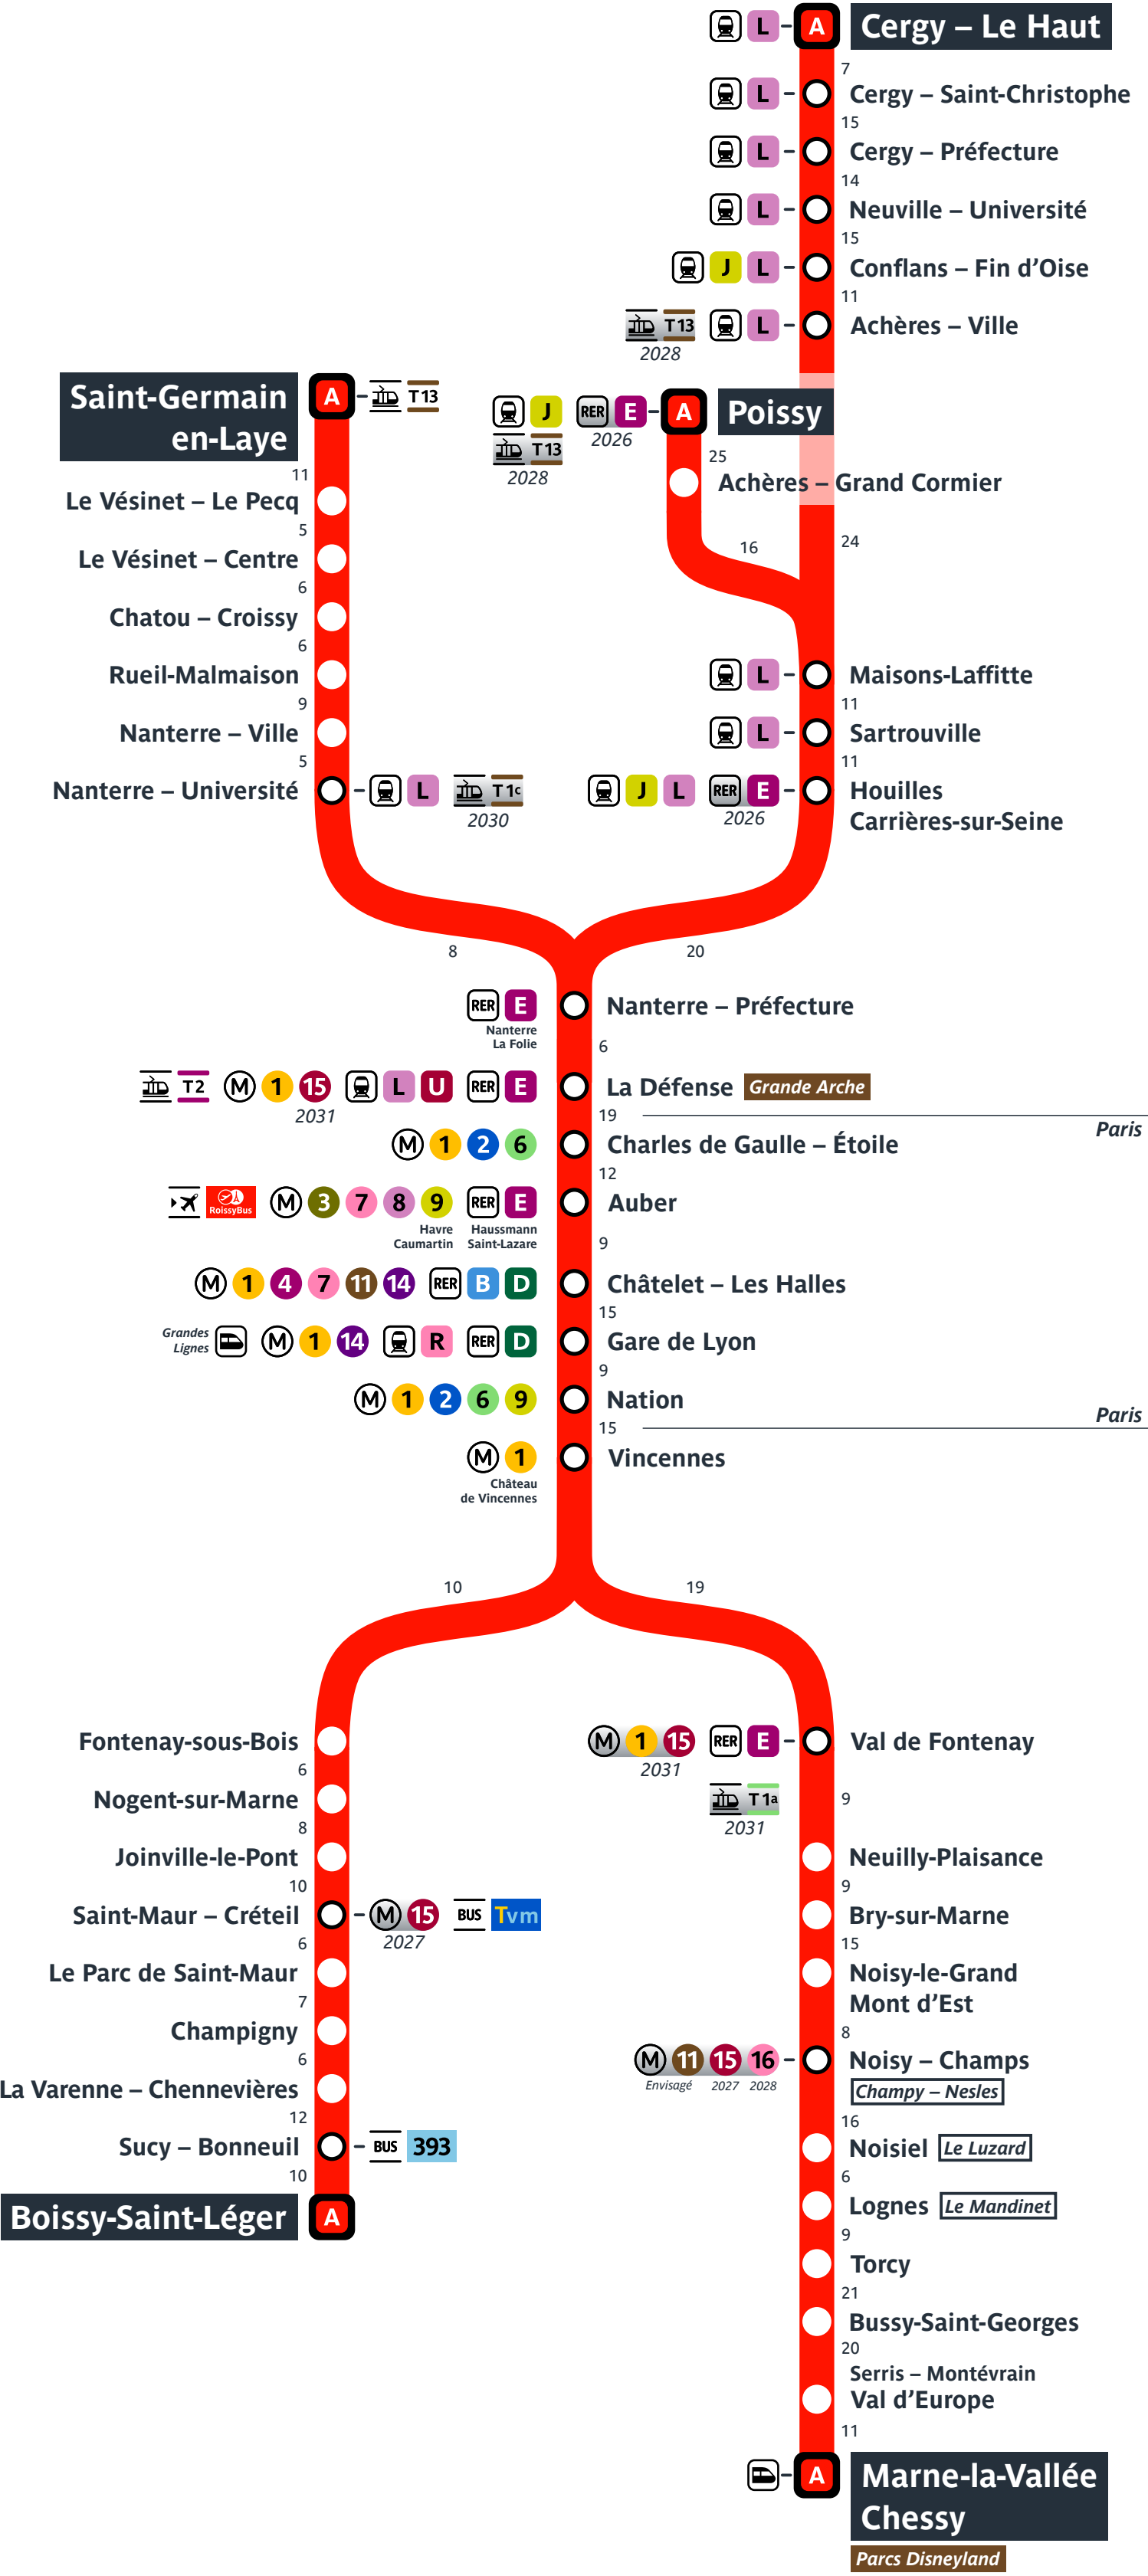 L A Cergy – Le Haut
7
L Cergy – Saint-Christophe
15
L Cergy – Préfecture
14
L Neuville – Université
15
J L Conflans – Fin d’Oise
11
T13 L Achères – Ville
2028
Saint-Germain
en-Laye
A T13
11
Le Vésinet – Le Pecq
5
Le Vésinet – Centre
6
Chatou – Croissy
6
Rueil-Malmaison
9
Nanterre – Ville
5
Nanterre – Université L T1c
2030
8
J RER E A Poissy
2026
T13
2028
25
Achères – Grand Cormier
16
24
L Maisons-Laffitte
11
L Sartrouville
11
J L RER E Houilles
Carrières-sur-Seine
2026
20
RER E Nanterre – Préfecture
Nanterre
La Folie
6
T2 M 1 15 L U RER E La Défense Grande Arche
2031
19
Paris
M 1 2 6 Charles de Gaulle – Étoile
12
RoissyBus M 3 7 8 9 RER E Auber
Havre
Caumartin
Haussmann
Saint-Lazare
9
M 1 4 7 11 14 RER B D Châtelet – Les Halles
15
Grandes
Lignes
M 1 14 R RER D Gare de Lyon
9
M 1 2 6 9 Nation
Paris
15
M 1 Vincennes
Château
de Vincennes
10
Fontenay-sous-Bois
6
Nogent-sur-Marne
8
Joinville-le-Pont
10
Saint-Maur – Créteil M 15 BUS Tvm
2027
6
Le Parc de Saint-Maur
7
Champigny
6
La Varenne – Chennevières
12
Sucy – Bonneuil BUS 393
10
Boissy-Saint-Léger A
19
M 1 15 RER E Val de Fontenay
2031
T1a
2031
9
Neuilly-Plaisance
9
Bry-sur-Marne
15
Noisy-le-Grand
Mont d’Est
8
M 11 15 16 Noisy – Champs
Envisagé 2027 2028
Champy – Nesles
16
Noisiel Le Luzard
6
Lognes Le Mandinet
9
Torcy
21
Bussy-Saint-Georges
20
Serris – Montévrain
Val d’Europe
11
A Marne-la-Vallée
Chessy
Parcs Disneyland